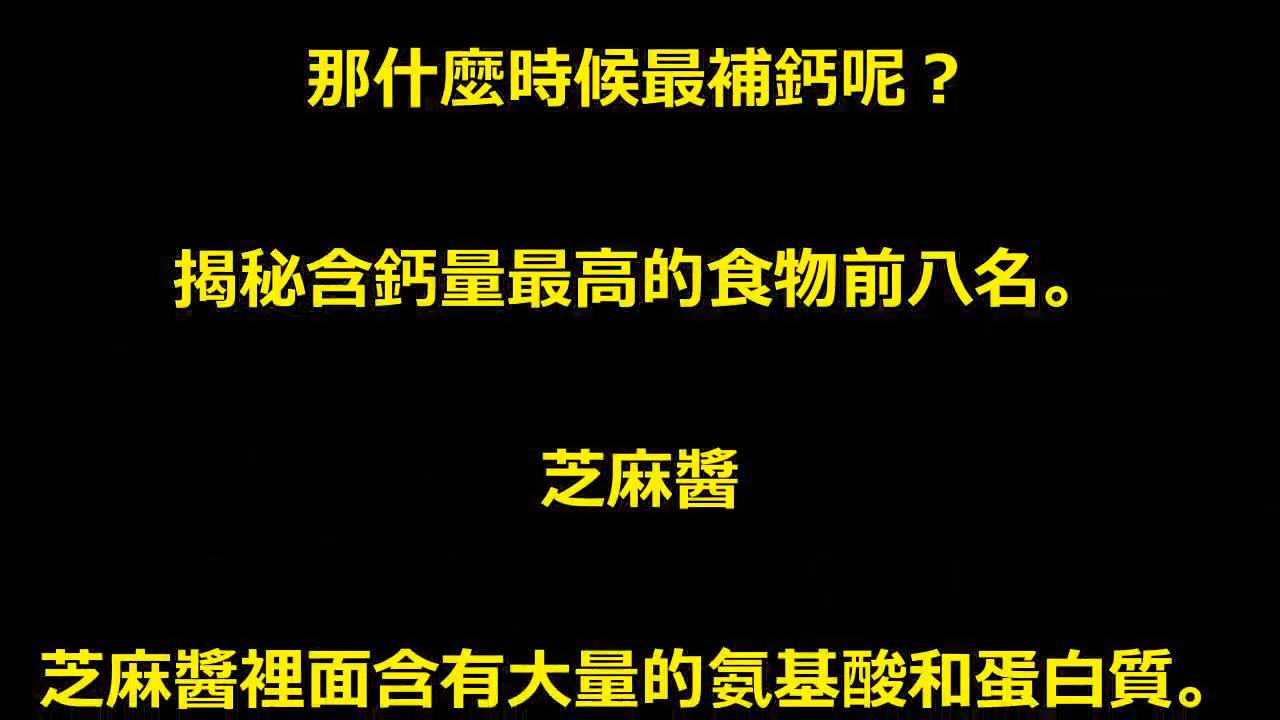 那什麼時候最補鈣呢？
揭秘含鈣量最高的食物前八名。
芝麻醬
芝麻醬裡面含有大量的氨基酸和蛋白質。